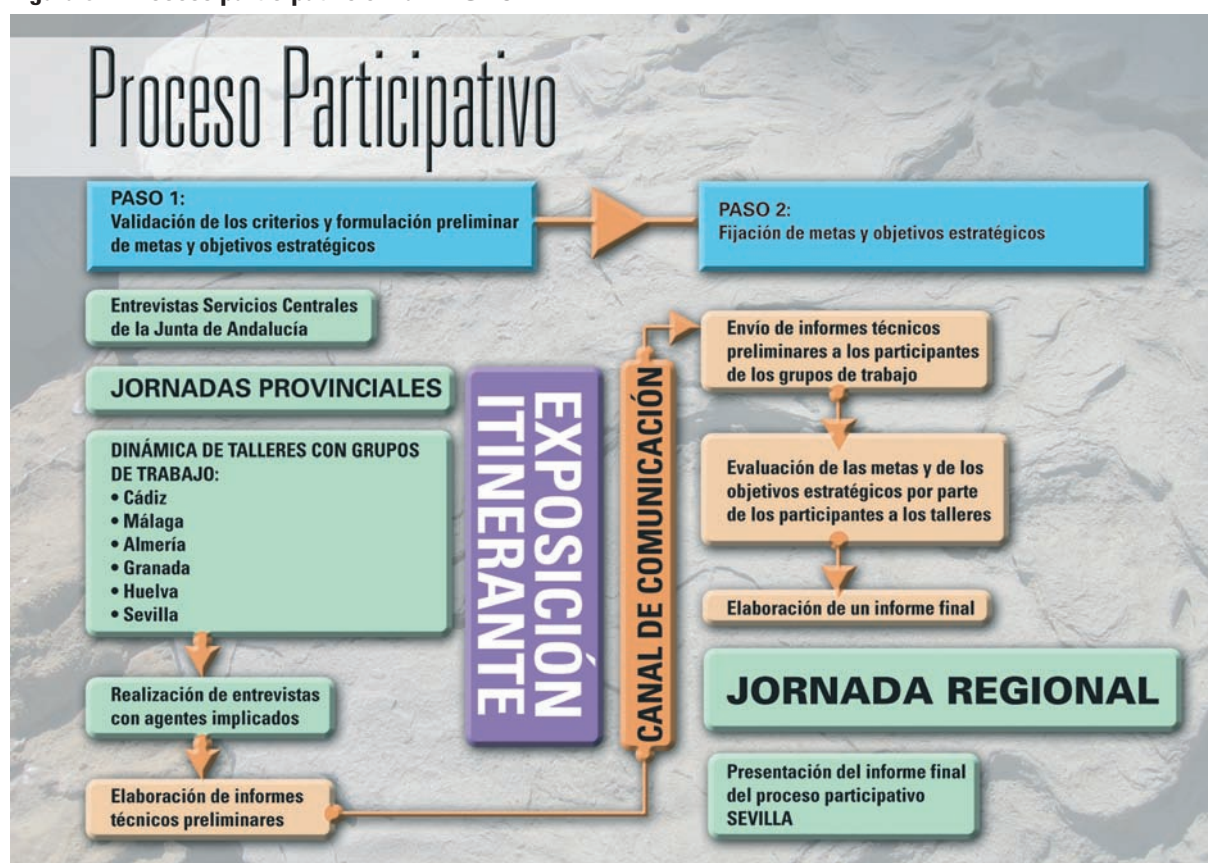 Proceso Participativo
PASO 1:
Validación de los criterios y formulación preliminar
de metas y objetivos estratégicos
PASO 2:
Fijación de metas y objetivos estratégicos
Entrevistas Servicios Centrales
de la Junta de Andalucía
JORNADAS PROVINCIALES
DINÁMICA DE TALLERES CON GRUPOS
DE TRABAJO:
• Cádiz
• Málaga
• Almería
• Granada
• Huelva
• Sevilla
Realización de entrevistas
con agentes implicados
Elaboración de informes
técnicos preliminares
EXPOSICIÓN
ITINERANTE
CANAL DE COMUNICACIÓN
Envío de informes técnicos
preliminares a los participantes
de los grupos de trabajo
Evaluación de las metas y de los
objetivos estratégicos por parte
de los participantes a los talleres
Elaboración de un informe final
JORNADA REGIONAL
Presentación del informe final
del proceso participativo
SEVILLA